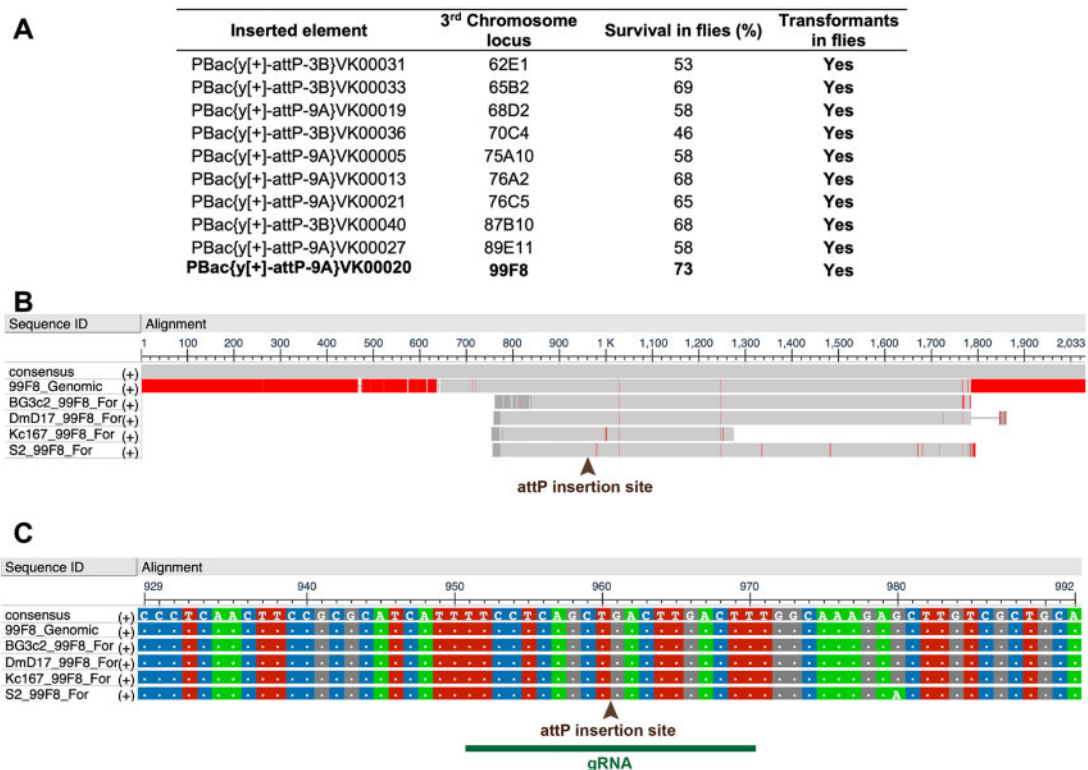 A
Inserted element 3rd Chromosome locus Survival in flies (%) Transformants in flies
PBac{y[+]-attP-3B}VK00031 62E1 53 Yes
PBac{y[+]-attP-3B}VK00033 65B2 69 Yes
PBac{y[+]-attP-9A}VK00019 68D2 58 Yes
PBac{y[+]-attP-3B}VK00036 70C4 46 Yes
PBac{y[+]-attP-9A}VK00005 75A10 58 Yes
PBac{y[+]-attP-9A}VK00013 76A2 68 Yes
PBac{y[+]-attP-9A}VK00021 76C5 65 Yes
PBac{y[+]-attP-3B}VK00040 87B10 68 Yes
PBac{y[+]-attP-9A}VK00027 89E11 58 Yes
PBac{y[+]-attP-9A}VK00020 99F8 73 Yes
B
Sequence ID Alignment
1 100 200 300 400 500 600 700 800 900 1 K 1,100 1,200 1,300 1,400 1,500 1,600 1,700 1,800 1,900 2,033
consensus (+)
99F8_Genomic (+)
BG3c2_99F8_For (+)
DmD17_99F8_For(+)
Kc167_99F8_For (+)
S2_99F8_For (+)
attP insertion site
C
Sequence ID Alignment
929 940 950 960 970 980 992
consensus (+) CCCTCAACTTCCGCGCATCATTTTCCTCAGCTGACTTGACTTTGGCAAAGAGCTTGTCGCTGCA
99F8_Genomic (+)
BG3c2_99F8_For (+)
DmD17_99F8_For(+)
Kc167_99F8_For (+)
S2_99F8_For (+) A
attP insertion site
gRNA